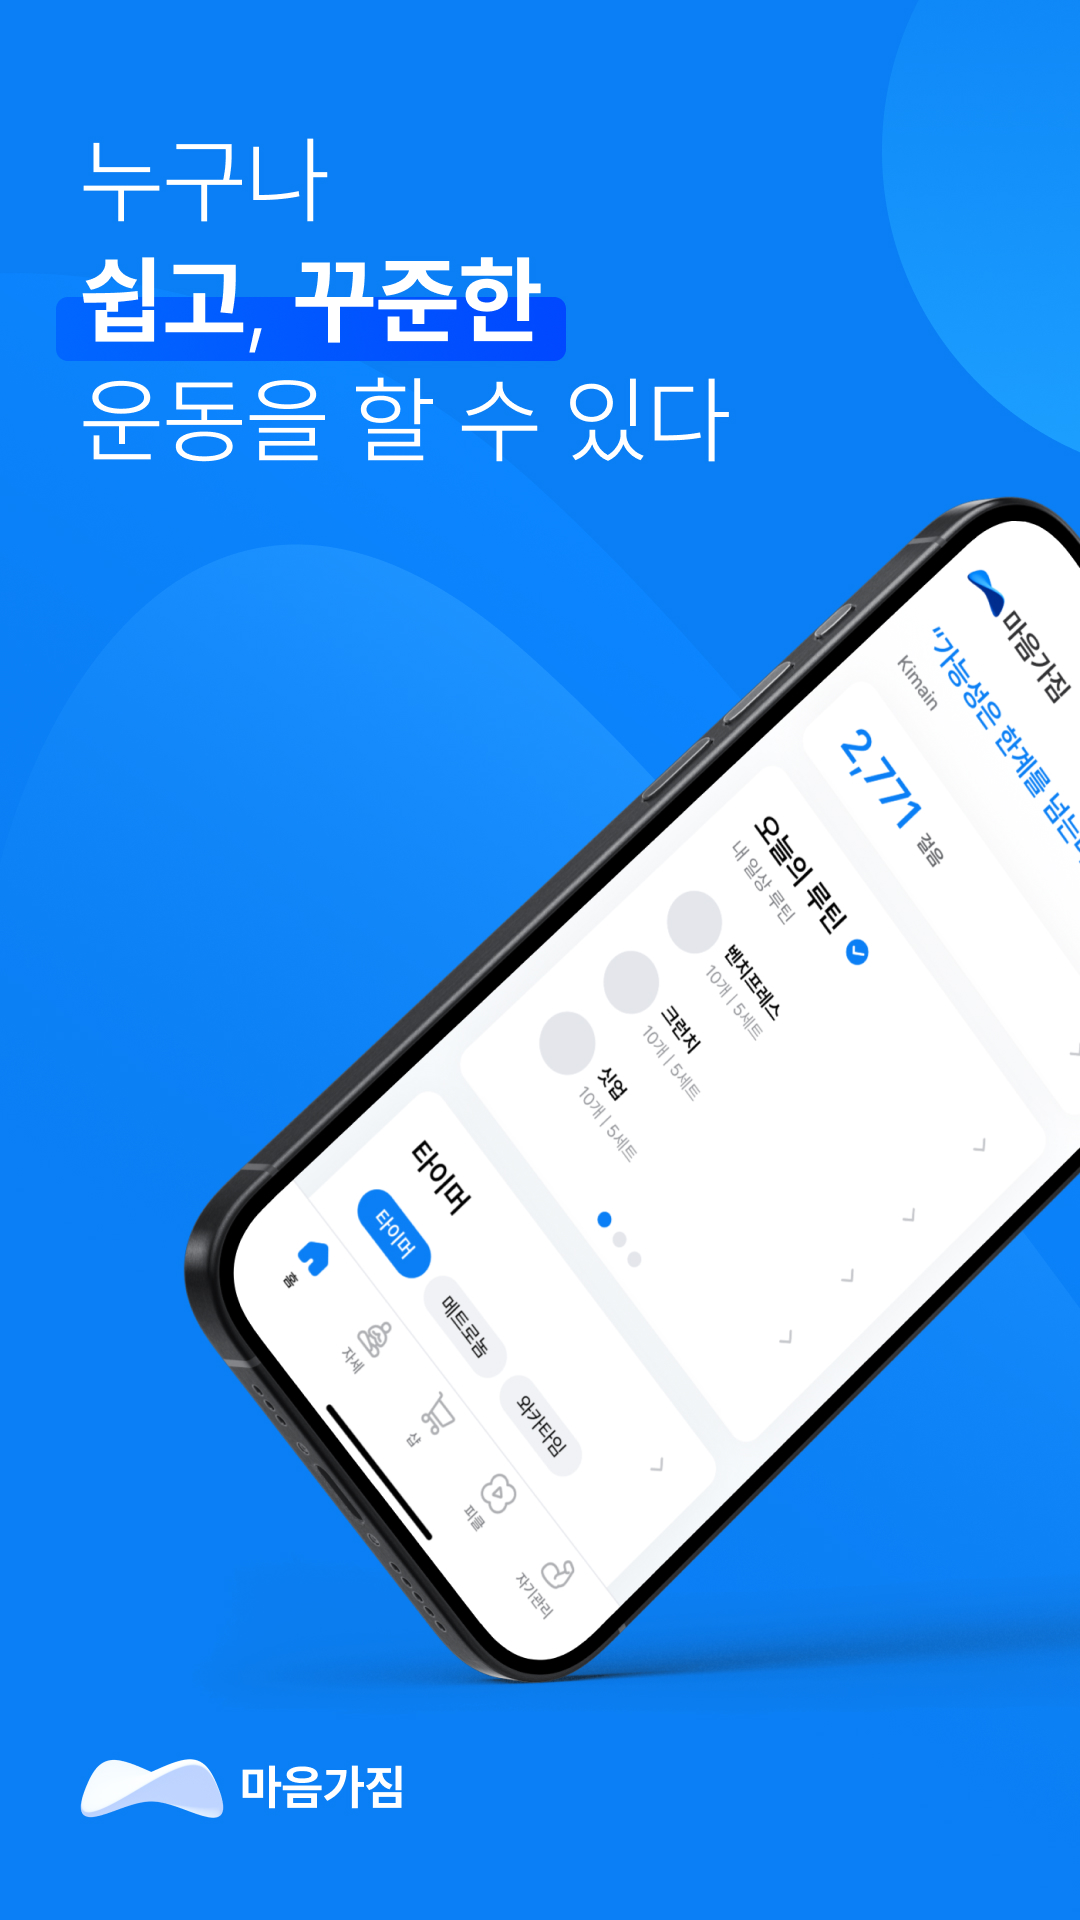 누구나
쉽고, 꾸준한
운동을 할 수 있다
마음가짐
“가능성은 한계를 넘는
Kimain
2,771 걸음
오늘의 루틴
내 일상 루틴
벤치프레스
10개 | 5세트
크런치
10개 | 5세트
싯업
10개 | 5세트
타이머
타이머
메트로놈
와카타임
홈
자세
샵
피클
자기관리
마음가짐